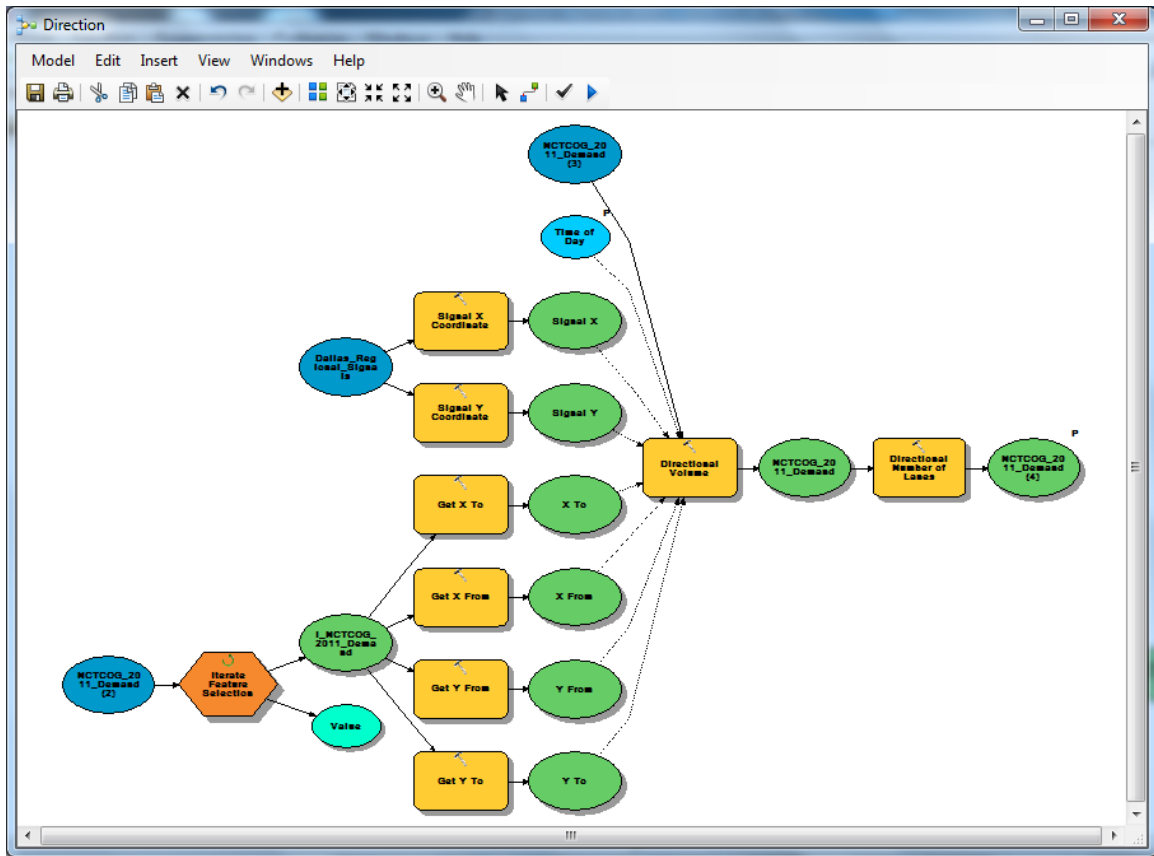 Direction
Model Edit Insert View Windows Help
NCTCOG_20
11_Demand
(3)
P
Time of
Day
Signal X
Coordinate
Signal X
Dallas_Reg
ional_Signa
ls
Signal Y
Coordinate
Signal Y
P
Directional
Volume
NCTCOG_20
11_Demand
Directional
Number of
Lanes
NCTCOG_20
11_Demand
(4)
Get X To
X To
Get X From
X From
I_NCTCOG_
2011_Dema
nd
NCTCOG_20
11_Demand
(2)
Iterate
Feature
Selection
Get Y From
Y From
Value
Get Y To
Y To